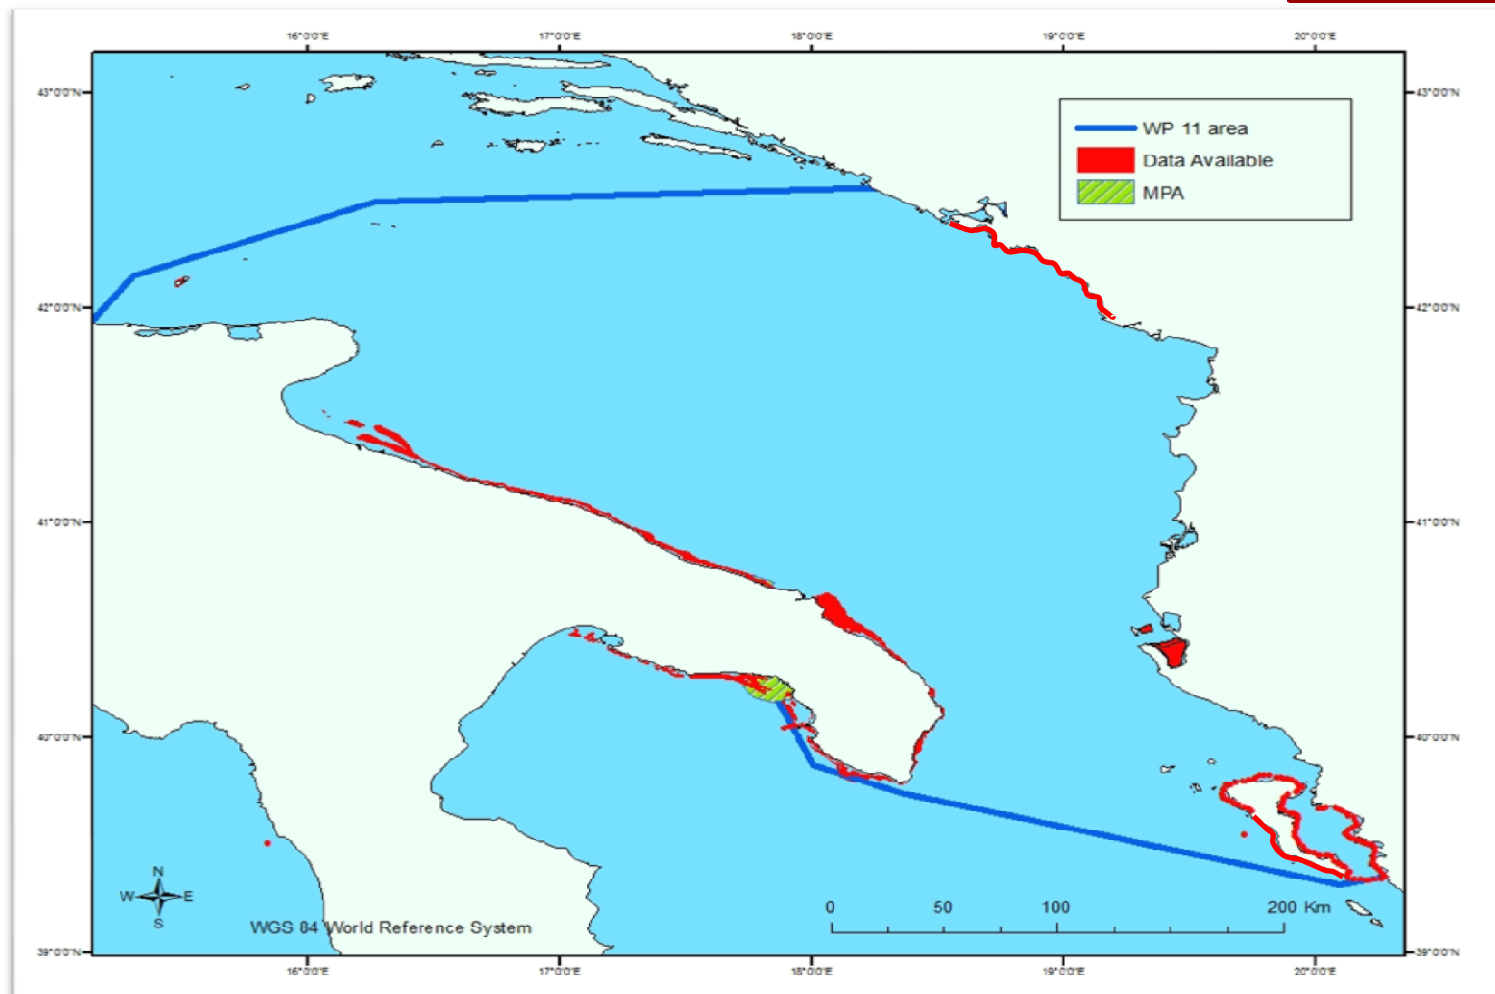 16°0'0"E 17°0'0"E 18°0'0"E 19°0'0"E 20°0'0"E
43°0'0"N 43°0'0"N
WP 11 area
Data Available
MPA
42°0'0"N 42°0'0"N
41°0'0"N 41°0'0"N
40°0'0"N 40°0'0"N
N
W E
S
0 50 100 200 Km
WGS 84 World Reference System
39°0'0"N 39°0'0"N
16°0'0"E 17°0'0"E 18°0'0"E 19°0'0"E 20°0'0"E